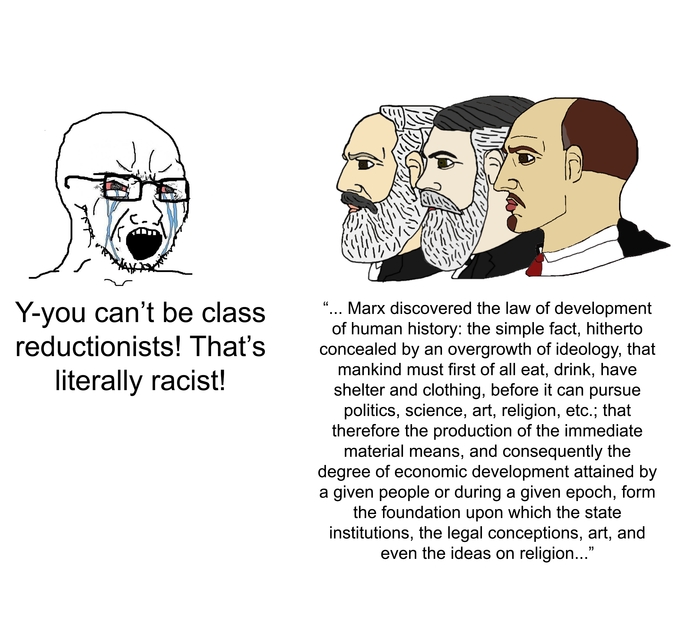 Y-you can’t be class
reductionists! That’s
literally racist!
“... Marx discovered the law of development
of human history: the simple fact, hitherto
concealed by an overgrowth of ideology, that
mankind must first of all eat, drink, have
shelter and clothing, before it can pursue
politics, science, art, religion, etc.; that
therefore the production of the immediate
material means, and consequently the
degree of economic development attained by
a given people or during a given epoch, form
the foundation upon which the state
institutions, the legal conceptions, art, and
even the ideas on religion...”